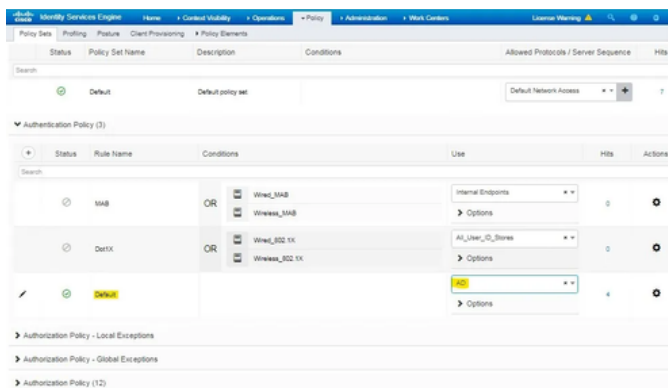 cisco Identity Services Engine Home Context Visibility Operations Policy Administration Work Centers License Warning
Policy Sets Profiling Posture Client Provisioning Policy Elements
Status Policy Set Name Description Conditions Allowed Protocols / Server Sequence Hits
Search
Default Default policy set Default Network Access 7
Authentication Policy (3)
Status Rule Name Conditions Use Hits Actions
Search
MAB OR Wired_MAB Wireless_MAB Internal Endpoints 0
Options
Dot1X OR Wired_802.1X Wireless_802.1X All_User_ID_Stores 0
Options
Default AD 4
Options
Authorization Policy - Local Exceptions
Authorization Policy - Global Exceptions
Authorization Policy (12)